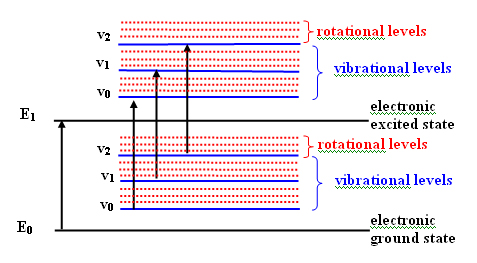 v2
rotational levels
v1
vibrational levels
v0
E1
electronic
excited state
v2
rotational levels
v1
vibrational levels
v0
E0
electronic
ground state